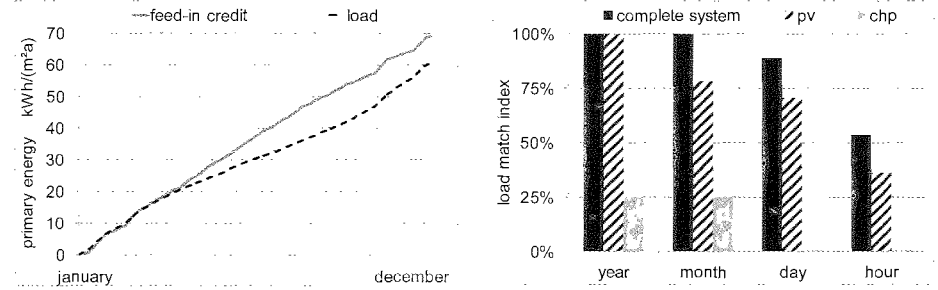 feed-in credit load
primary energy kWh/(m²a)
70
60
50
40
30
20
10
0
january december
complete system pv chp
load match index
100%
75%
50%
25%
0%
year month day hour